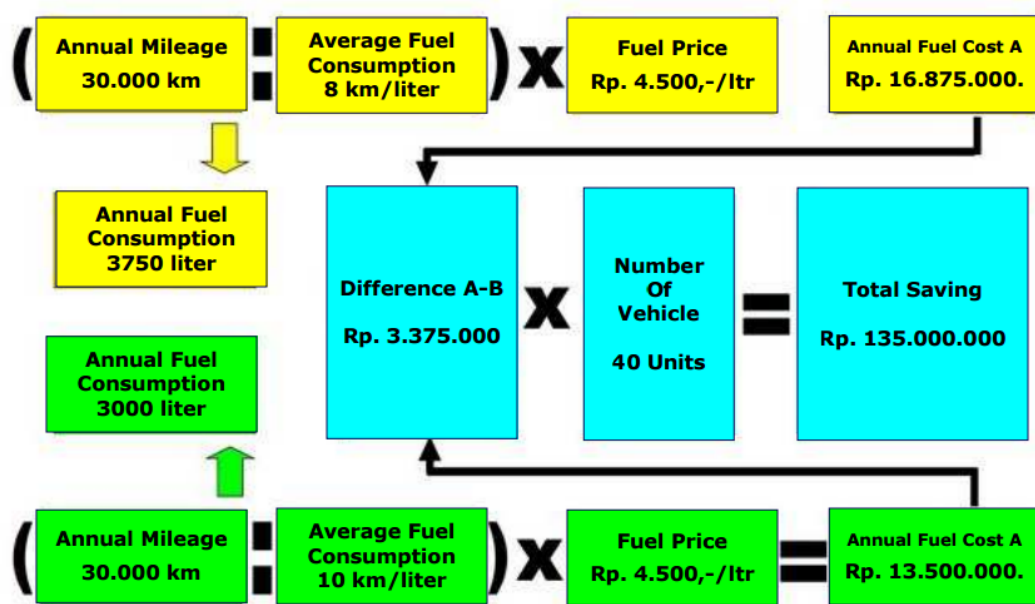 Annual Mileage
30.000 km
Average Fuel
Consumption
8 km/liter
Fuel Price
Rp. 4.500,-/ltr
Annual Fuel Cost A
Rp. 16.875.000.
Annual Fuel
Consumption
3750 liter
Difference A-B
Rp. 3.375.000
Number
Of
Vehicle
40 Units
Total Saving
Rp. 135.000.000
Annual Fuel
Consumption
3000 liter
Annual Mileage
30.000 km
Average Fuel
Consumption
10 km/liter
Fuel Price
Rp. 4.500,-/ltr
Annual Fuel Cost A
Rp. 13.500.000.